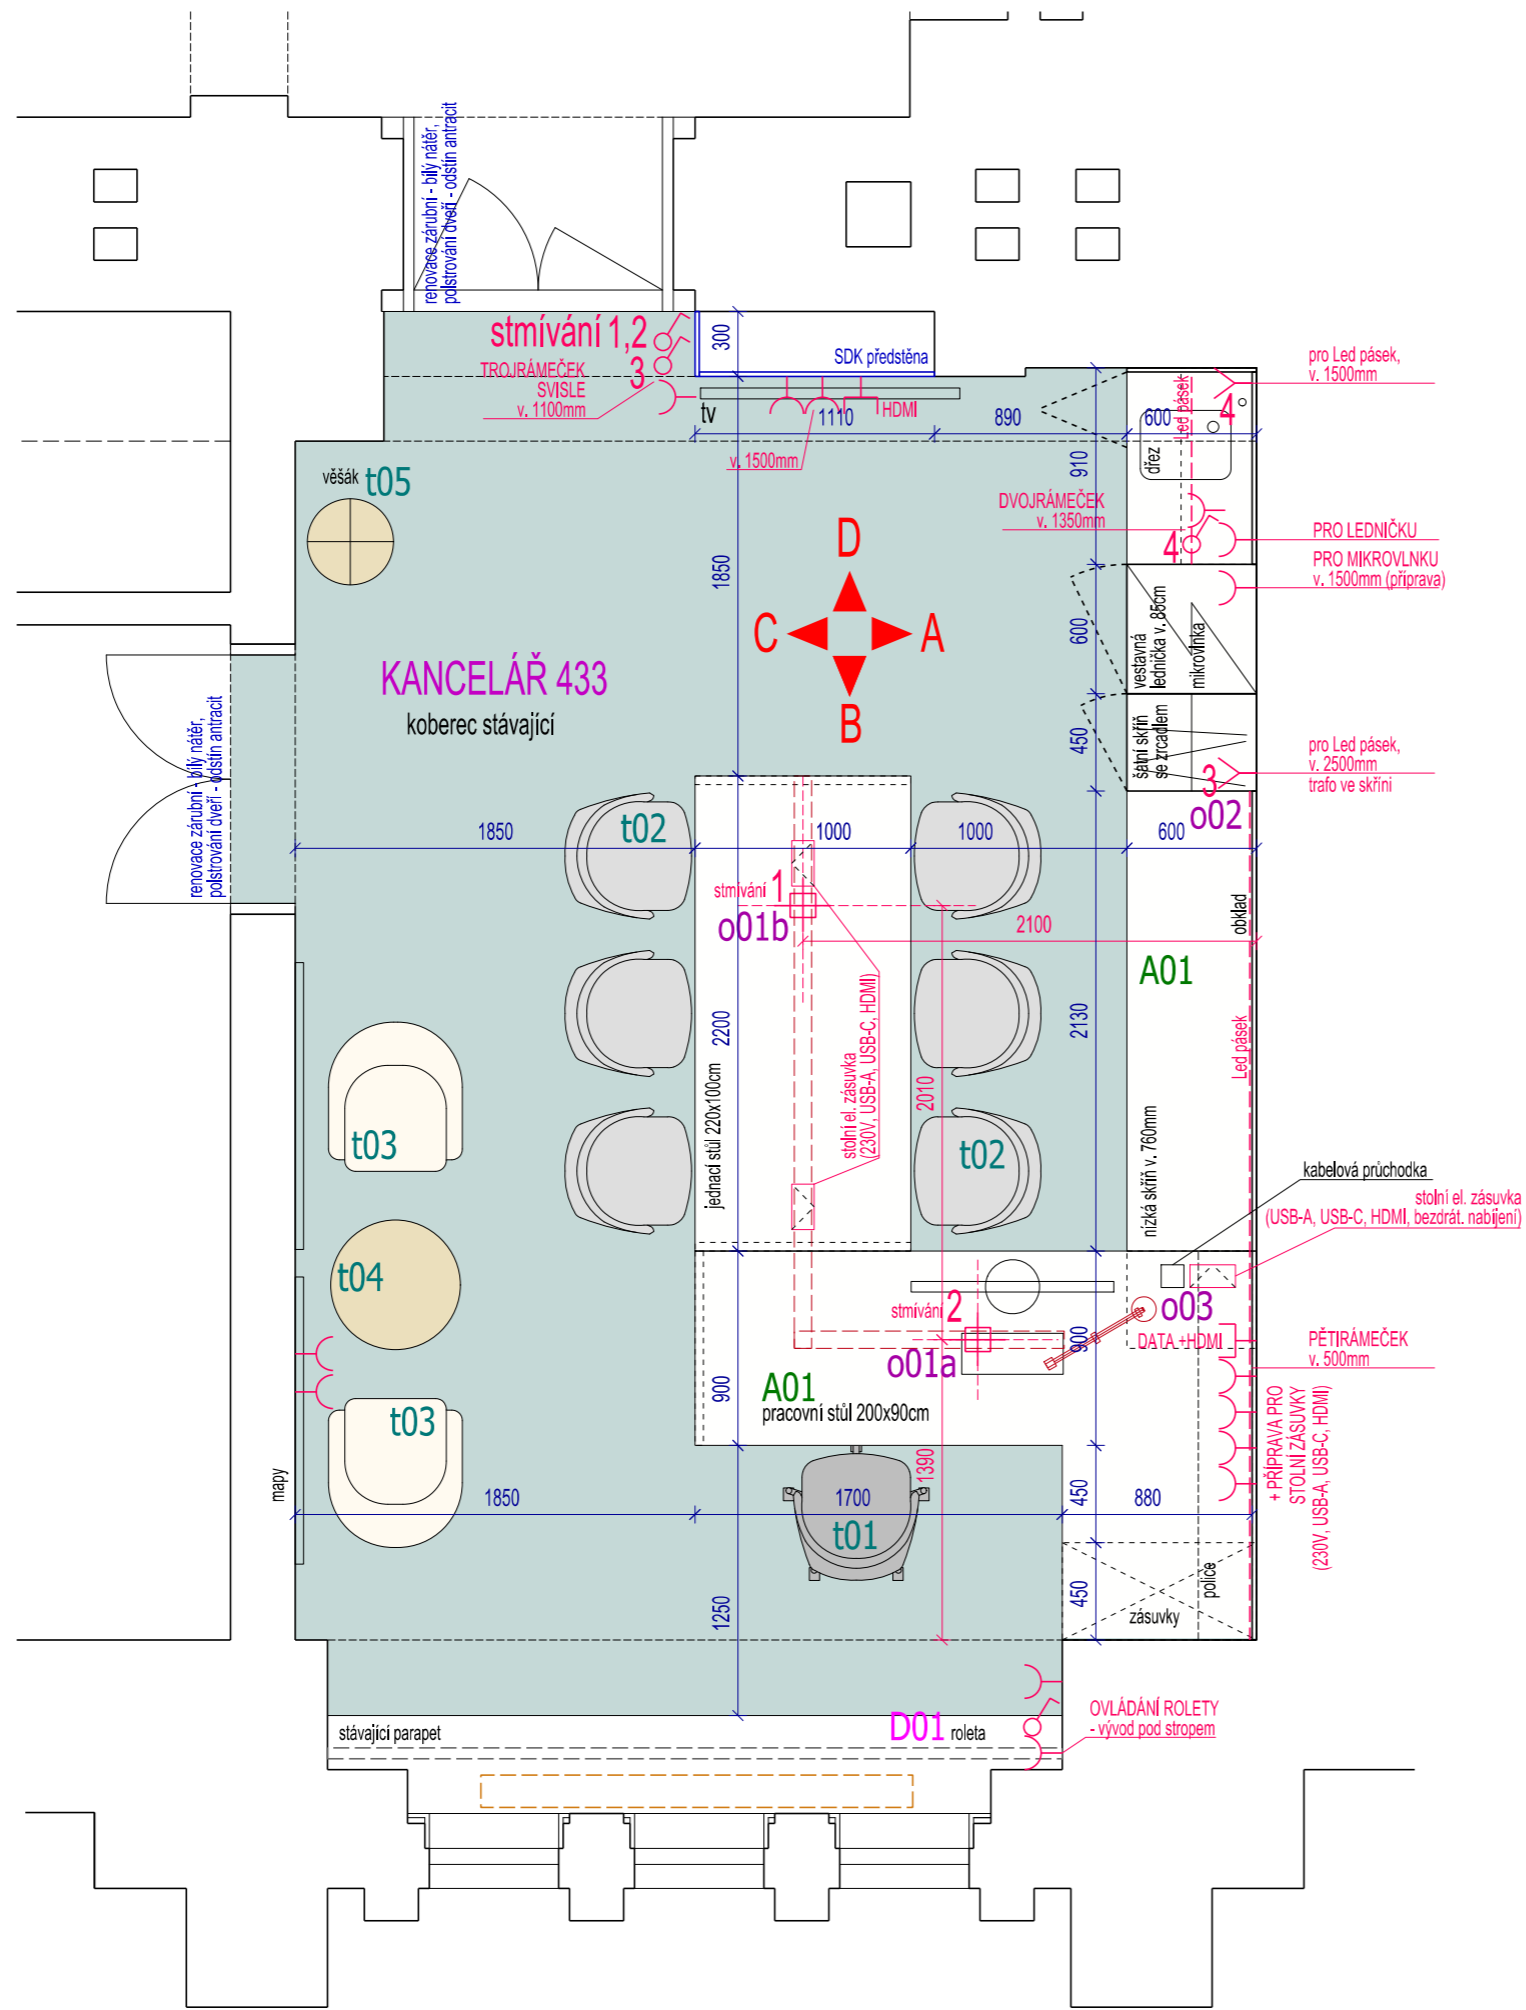 renovace zárubní - bílý nátěr,
polstrování dveří - odstín antracit
stmívání 1,2
3
TROJRÁMEČEK
SVISLE
v. 1100mm
300
SDK předstěna
tv
HDMI
1110
890
600
v. 1500mm
pro Led pásek,
v. 1500mm
4
Led pásek
dřez
910
DVOJRÁMEČEK
v. 1350mm
4
PRO LEDNIČKU
PRO MIKROVLNKU
v. 1500mm (příprava)
věšák t05
1850
D
C
A
B
KANCELÁŘ 433
koberec stávající
600
vestavná
lednička v. 85cm
mikrovlnka
450
šatní skříň
se zrcadlem
pro Led pásek,
v. 2500mm
trafo ve skříni
3
o02
renovace zárubní - bílý nátěr,
polstrování dveří - odstín antracit
1850
t02
1000
1000
600
stmívání 1
o01b
2100
obklad
A01
stolní el. zásuvka
(230V, USB-A, USB-C, HDMI)
2200
2010
2130
Led pásek
jednací stůl 220x100cm
nízká skříň v. 760mm
t03
t02
kabelová průchodka
stolní el. zásuvka
(USB-A, USB-C, HDMI, bezdrát. nabíjení)
t04
stmívání 2
o03
DATA +HDMI
PĚTIRÁMEČEK
v. 500mm
o01a
900
900
A01
pracovní stůl 200x90cm
+ PŘÍPRAVA PRO
STOLNÍ ZÁSUVKY
(230V, USB-A, USB-C, HDMI)
t03
mapy
1850
1390
1700
450
880
t01
1250
450
zásuvky
police
stávající parapet
D01 roleta
OVLÁDÁNÍ ROLETY
- vývod pod stropem